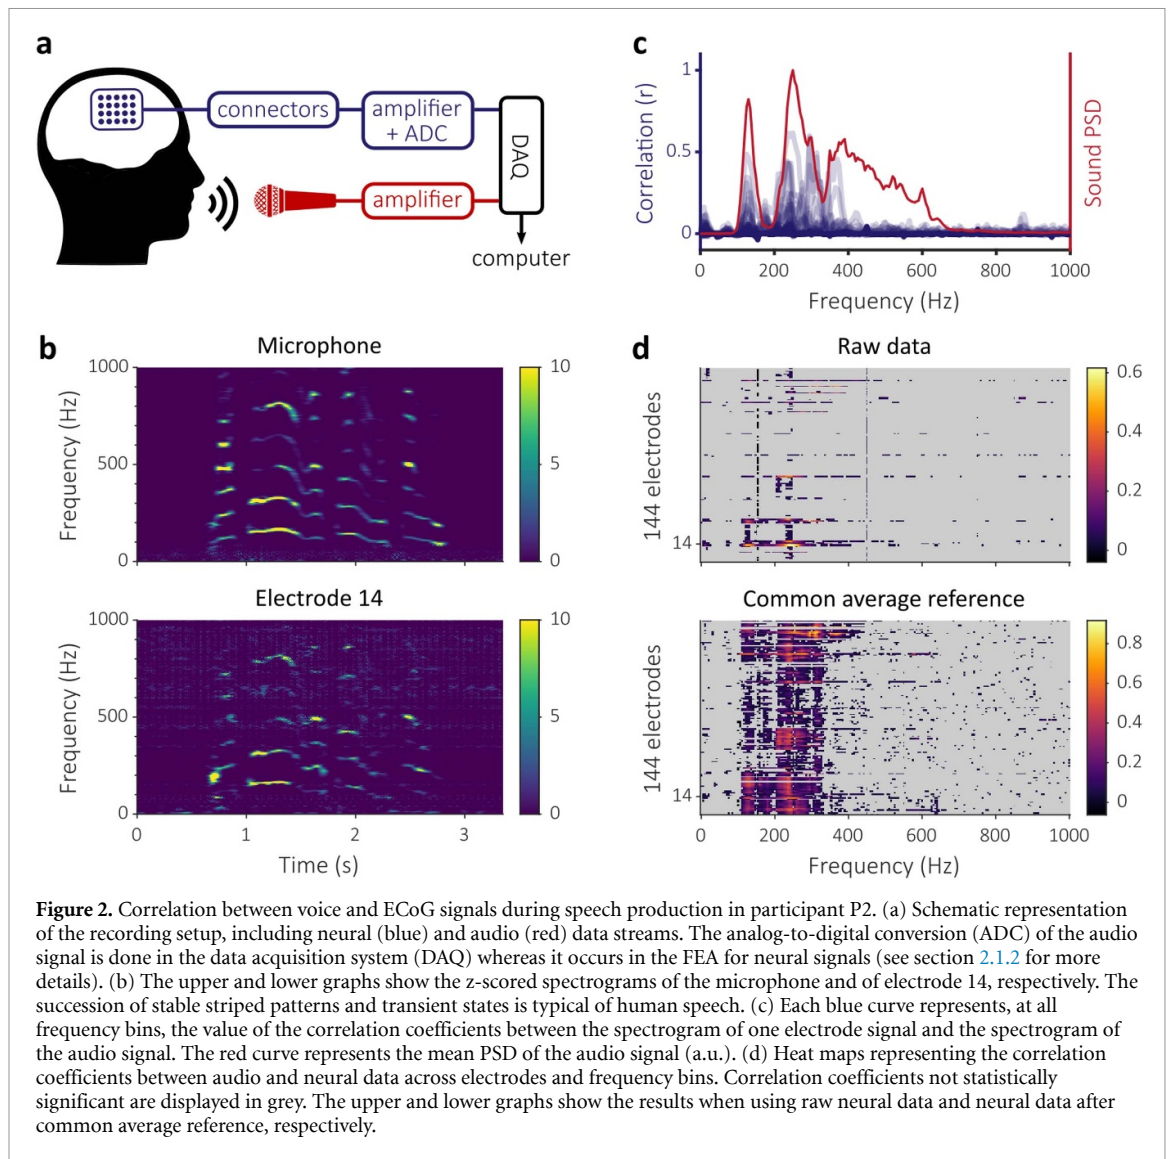 a
connectors
amplifier
+ ADC
DAQ
amplifier
computer
c
Correlation (r)
1
0.5
0
Sound PSD
0
200
400
600
800
1000
Frequency (Hz)
b
Microphone
Frequency (Hz)
1000
500
0
10
5
0
Electrode 14
Frequency (Hz)
1000
500
0
10
5
0
0
1
2
3
Time (s)
d
Raw data
144 electrodes
14
0.6
0.4
0.2
0
Common average reference
144 electrodes
14
0.8
0.6
0.4
0.2
0
0
200
400
600
800
1000
Frequency (Hz)
Figure 2. Correlation between voice and ECoG signals during speech production in participant P2. (a) Schematic representation
of the recording setup, including neural (blue) and audio (red) data streams. The analog-to-digital conversion (ADC) of the audio
signal is done in the data acquisition system (DAQ) whereas it occurs in the FEA for neural signals (see section 2.1.2 for more
details). (b) The upper and lower graphs show the z-scored spectrograms of the microphone and of electrode 14, respectively. The
succession of stable striped patterns and transient states is typical of human speech. (c) Each blue curve represents, at all
frequency bins, the value of the correlation coefficients between the spectrogram of one electrode signal and the spectrogram of
the audio signal. The red curve represents the mean PSD of the audio signal (a.u.). (d) Heat maps representing the correlation
coefficients between audio and neural data across electrodes and frequency bins. Correlation coefficients not statistically
significant are displayed in grey. The upper and lower graphs show the results when using raw neural data and neural data after
common average reference, respectively.